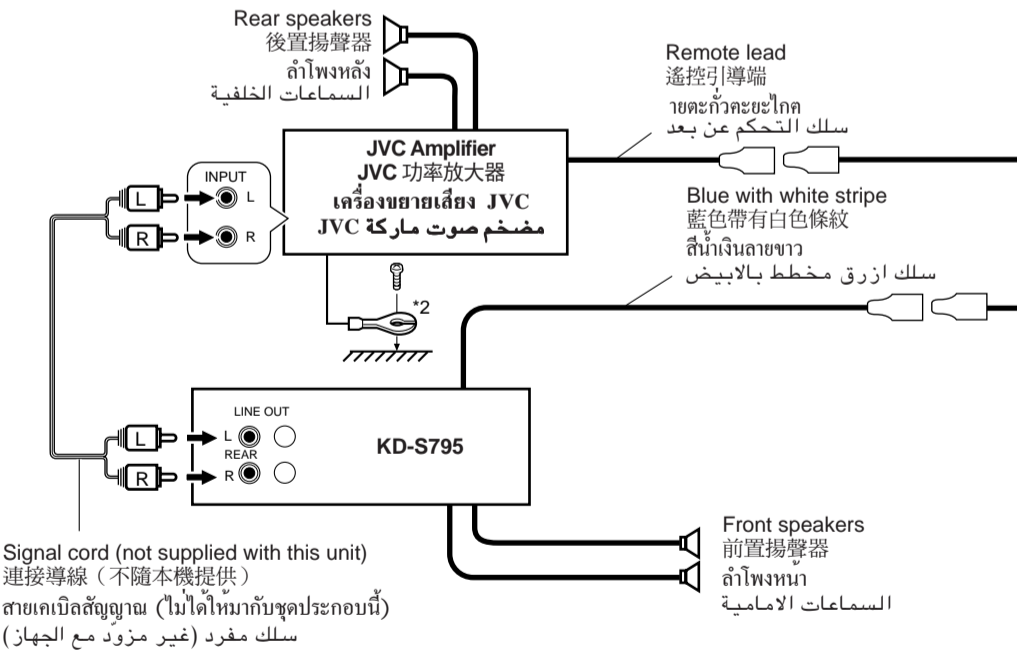 Rear speakers
後置揚聲器
ลำโพงหลัง
السماعات الخلفية
Remote lead
遙控引導端
ายตะกั่วตะยะไกต
سلك التحكم عن بعد
JVC Amplifier
JVC 功率放大器
เครื่องขยายเสียง JVC
مضخم صوت ماركة JVC
INPUT
L
R
L
R
Blue with white stripe
藍色帶有白色條紋
สีน้ำเงินลายขาว
سلك ازرق مخطط بالابيض
*2
LINE OUT
L
REAR
R
L
R
KD-S795
Signal cord (not supplied with this unit)
連接導線（不隨本機提供）
สายเคเบิลสัญญาณ (ไม่ได้ให้มากับชุดประกอบนี้)
سلك مفرد (غير مزوّد مع الجهاز)
Front speakers
前置揚聲器
ลำโพงหน้า
السماعات الامامية